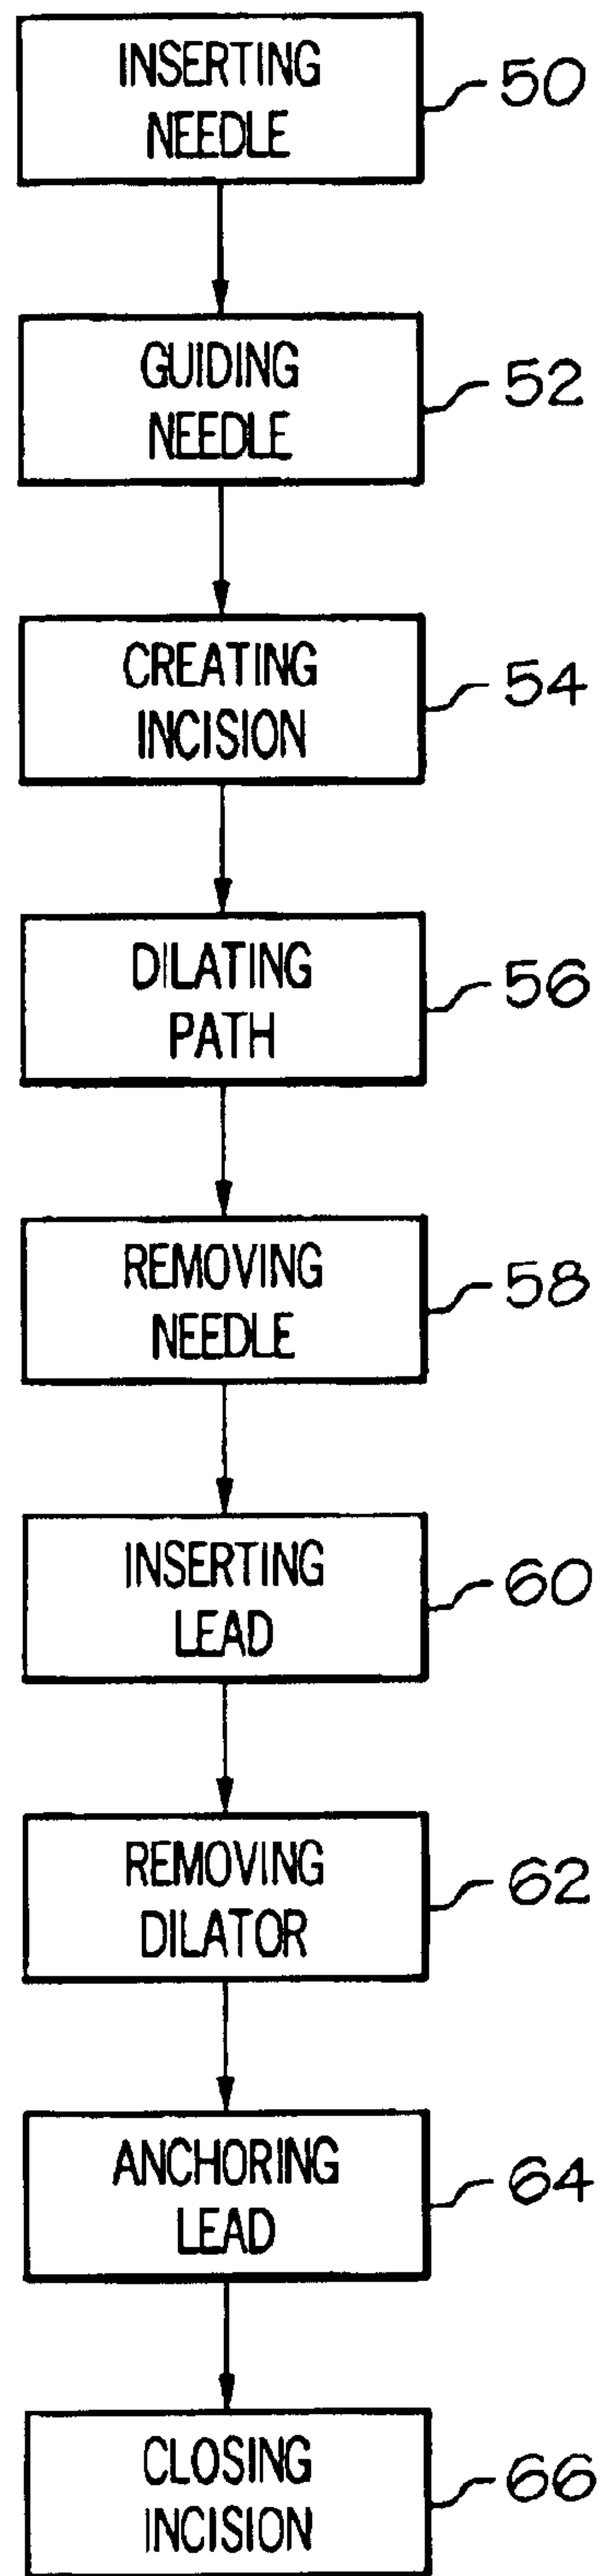 INSERTING
NEEDLE
50
GUIDING
NEEDLE
52
CREATING
INCISION
54
DILATING
PATH
56
REMOVING
NEEDLE
58
INSERTING
LEAD
60
REMOVING
DILATOR
62
ANCHORING
LEAD
64
CLOSING
INCISION
66